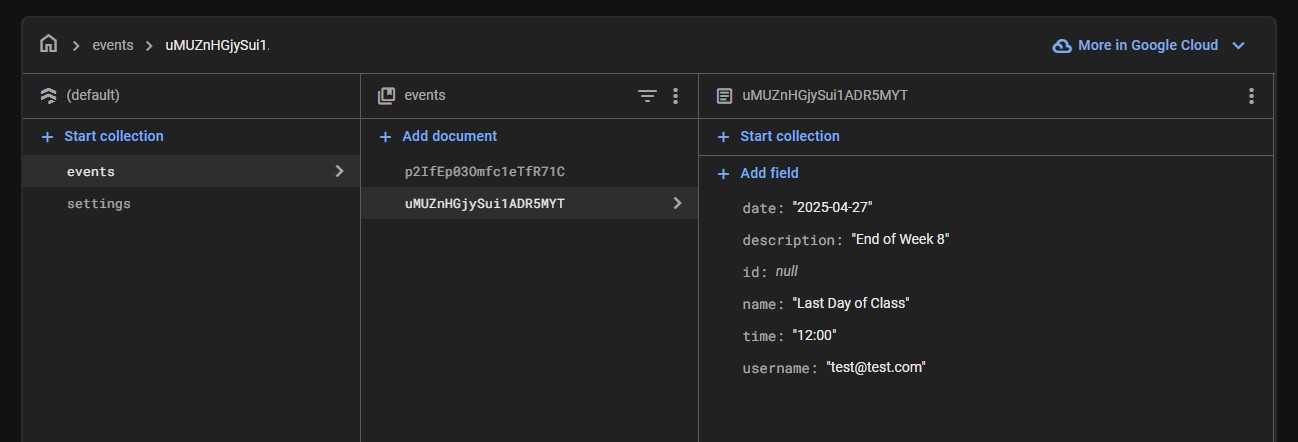 events uMUZnHGjySui1. More in Google Cloud
(default)
Start collection
events
settings
events
Add document
p2IfEp03Omfc1eTfR71C
uMUZnHGjySui1ADR5MYT
uMUZnHGjySui1ADR5MYT
Start collection
Add field
date: "2025-04-27"
description: "End of Week 8"
id: null
name: "Last Day of Class"
time: "12:00"
username: "test@test.com"